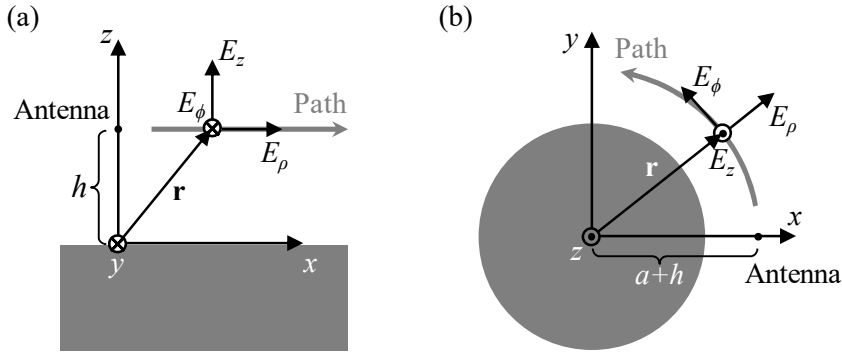 (a)
z
E_z
Antenna
E_ϕ
Path
E_ρ
h
r
y
x
(b)
y
Path
E_ϕ
E_ρ
E_z
r
x
z
a+h
Antenna